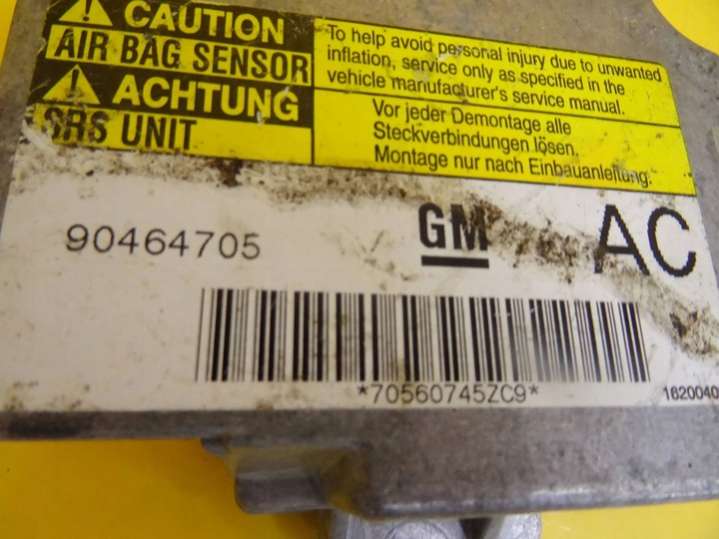 CAUTION
AIR BAG SENSOR
ACHTUNG
SRS UNIT
To help avoid personal injury due to unwanted
inflation, service only as specified in the
vehicle manufacturer's service manual.
Vor jeder Demontage alle
Steckverbindungen lösen.
Montage nur nach Einbauanleitung.
90464705
GM
AC
*70560745ZC9*
1620040